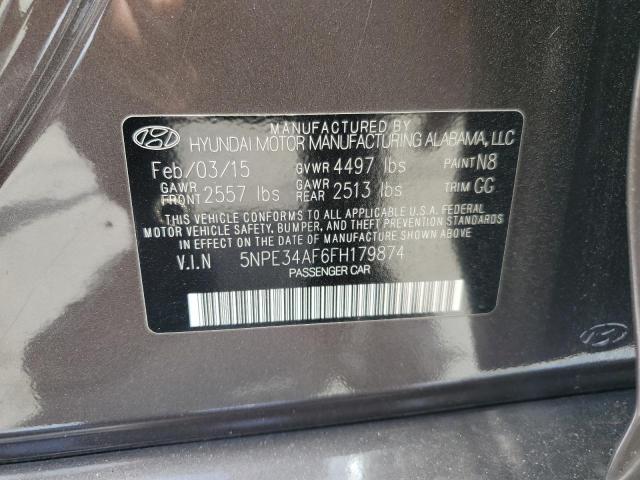 MANUFACTURED BY
HYUNDAI MOTOR MANUFACTURING ALABAMA, LLC
Feb/03/15 GVWR 4497 lbs PAINT N8
GAWR FRONT 2557 lbs GAWR REAR 2513 lbs TRIM GG
THIS VEHICLE CONFORMS TO ALL APPLICABLE U.S.A. FEDERAL
MOTOR VEHICLE SAFETY, BUMPER, AND THEFT PREVENTION STANDARDS
IN EFFECT ON THE DATE OF MANUFACTURE SHOWN ABOVE.
V.I.N 5NPE34AF6FH179874
PASSENGER CAR